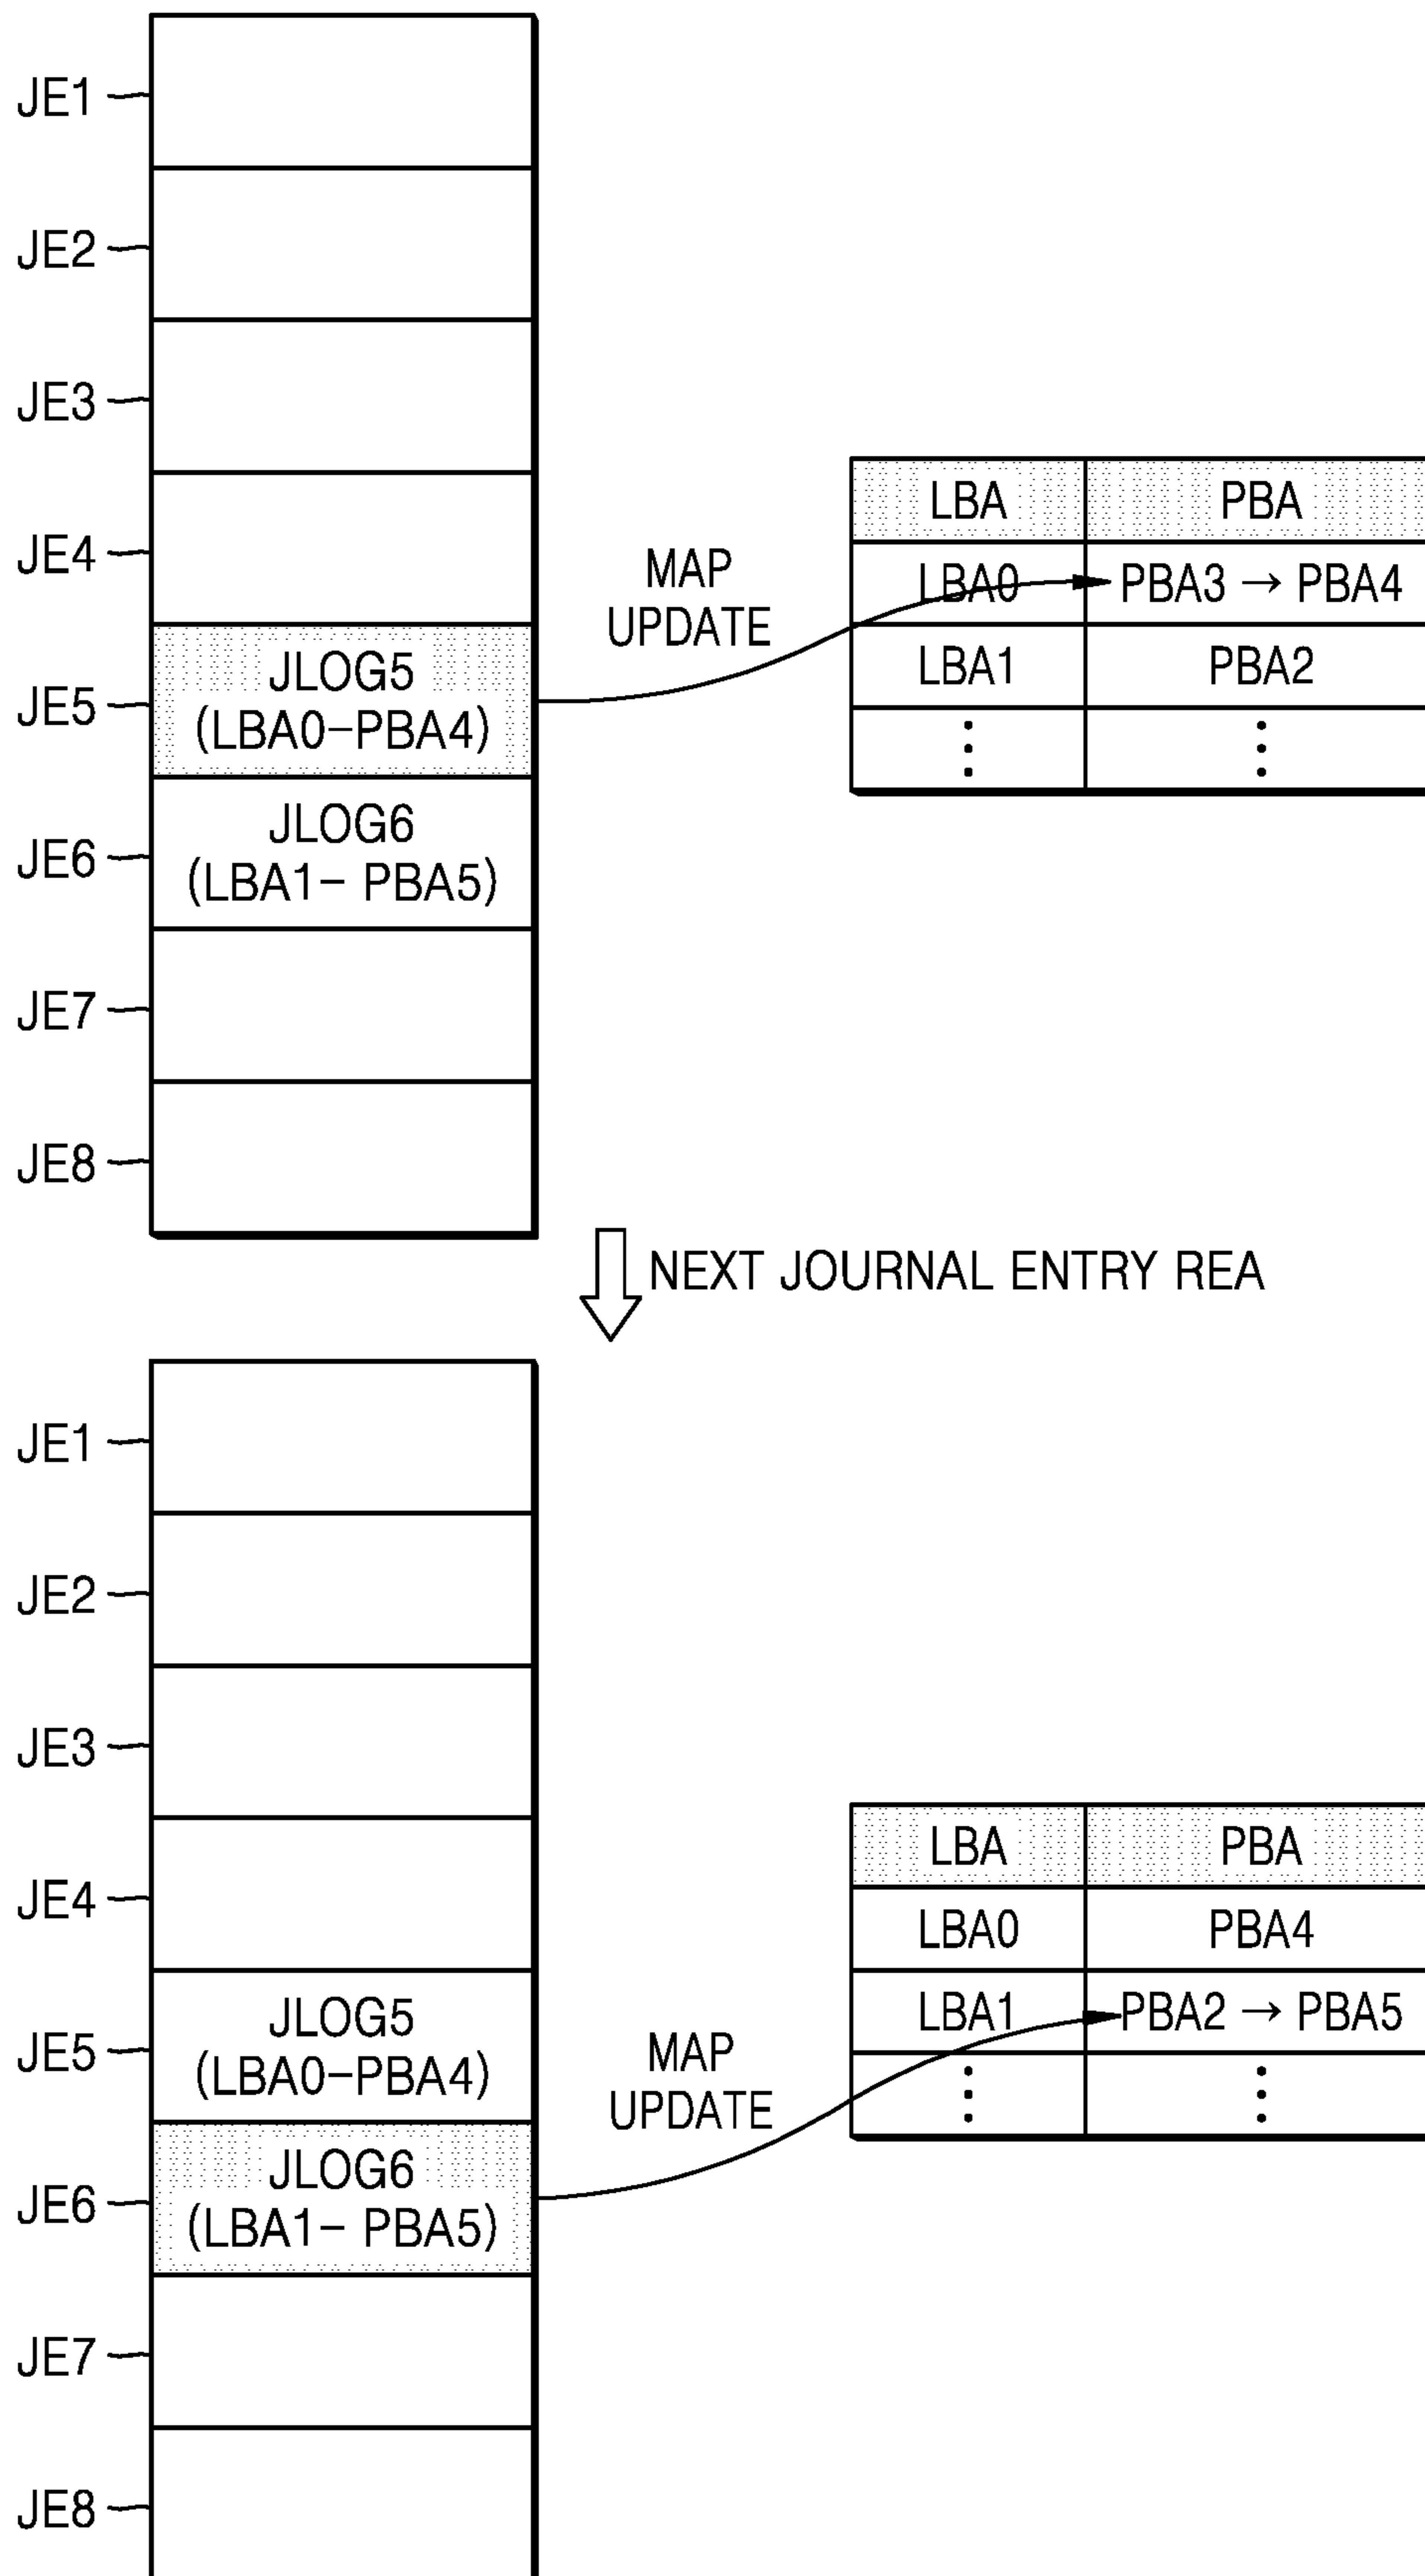 JE1
JE2
JE3
JE4
JE5
JLOG5
(LBA0-PBA4)
JE6
JLOG6
(LBA1- PBA5)
JE7
JE8
MAP
UPDATE
LBA PBA
LBA0 PBA3 → PBA4
LBA1 PBA2
⋮ ⋮
NEXT JOURNAL ENTRY REA
JE1
JE2
JE3
JE4
JE5
JLOG5
(LBA0-PBA4)
JE6
JLOG6
(LBA1- PBA5)
JE7
JE8
MAP
UPDATE
LBA PBA
LBA0 PBA4
LBA1 PBA2 → PBA5
⋮ ⋮